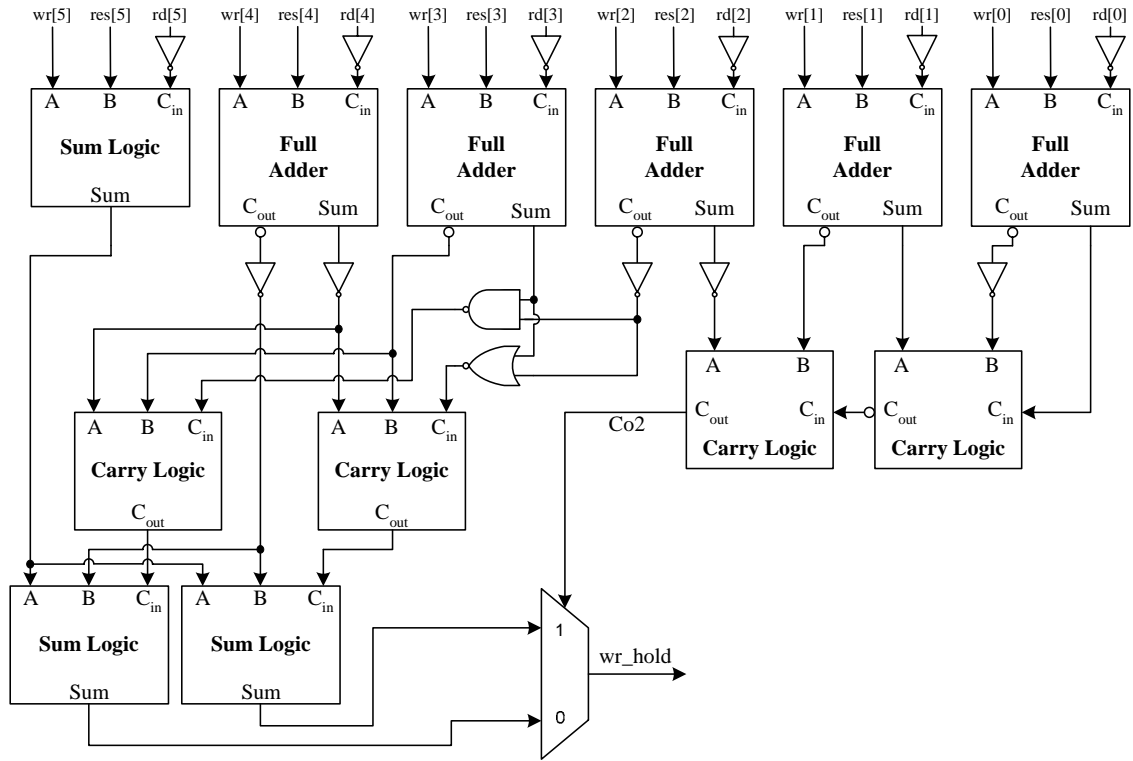 wr[5] res[5] rd[5] wr[4] res[4] rd[4] wr[3] res[3] rd[3] wr[2] res[2] rd[2] wr[1] res[1] rd[1] wr[0] res[0] rd[0]
A B Cin A B Cin A B Cin A B Cin A B Cin A B Cin
Sum Logic
Full Adder
Full Adder
Full Adder
Full Adder
Full Adder
Sum
Cout Sum Cout Sum Cout Sum Cout Sum Cout Sum
A B A B
A B Cin A B Cin
Cout Cin Cout Cin
Co2
Carry Logic Carry Logic
Carry Logic Carry Logic
Cout Cout
A B Cin A B Cin
Sum Logic Sum Logic
1
wr_hold
Sum Sum
0